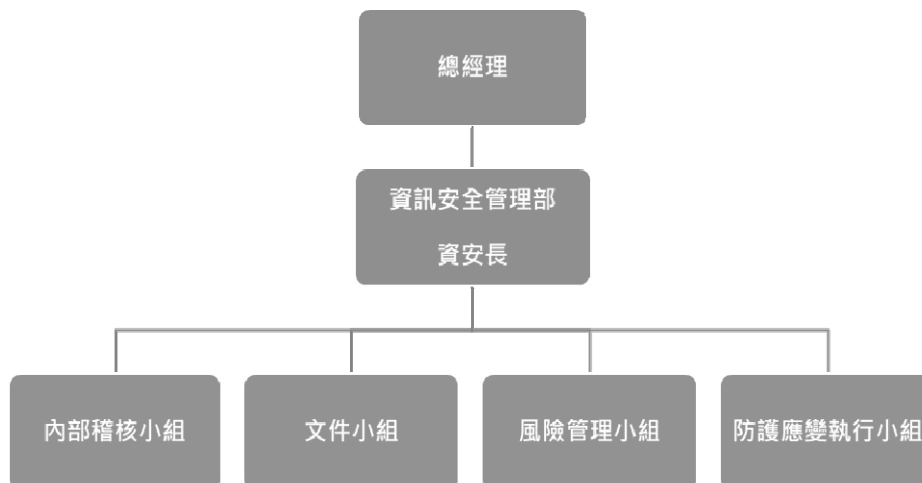 總經理
資訊安全管理部
資安長
內部稽核小組
文件小組
風險管理小組
防護應變執行小組